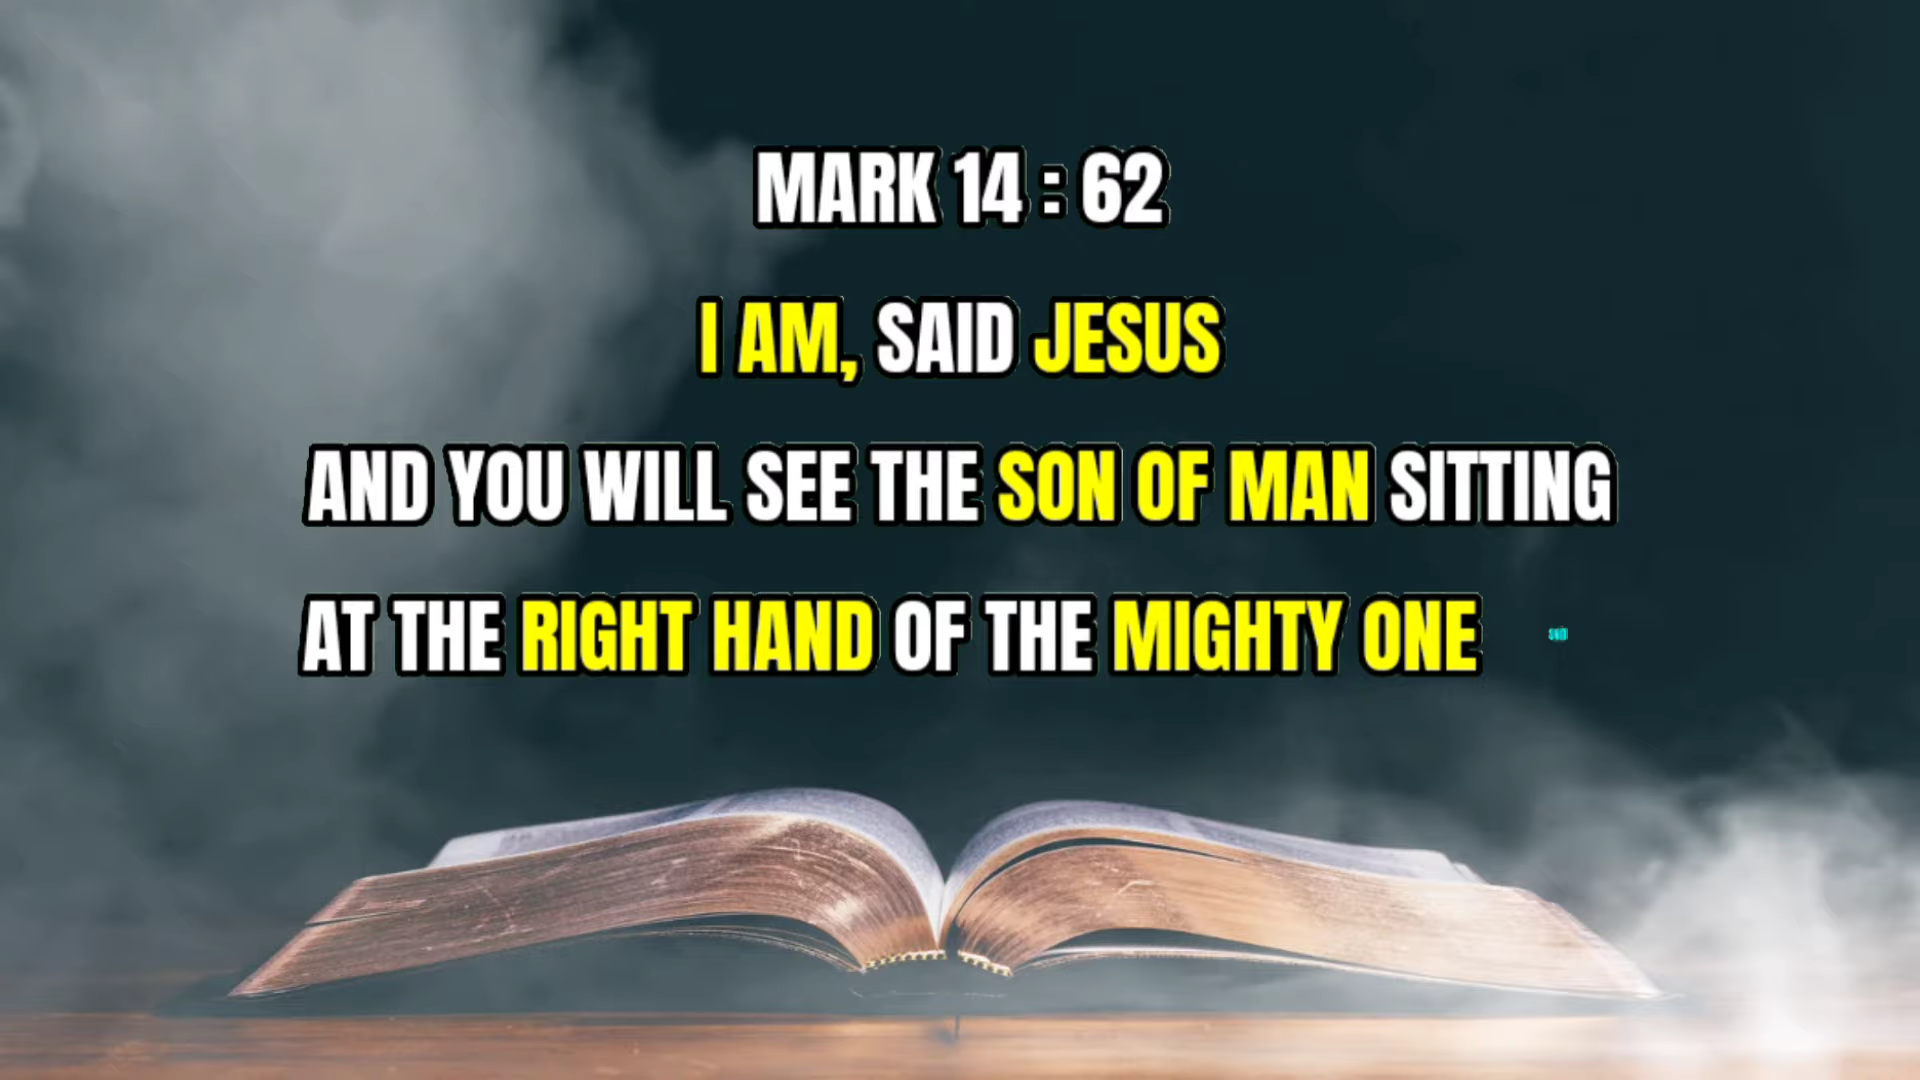 MARK 14 : 62
I AM, SAID JESUS
AND YOU WILL SEE THE SON OF MAN SITTING
AT THE RIGHT HAND OF THE MIGHTY ONE